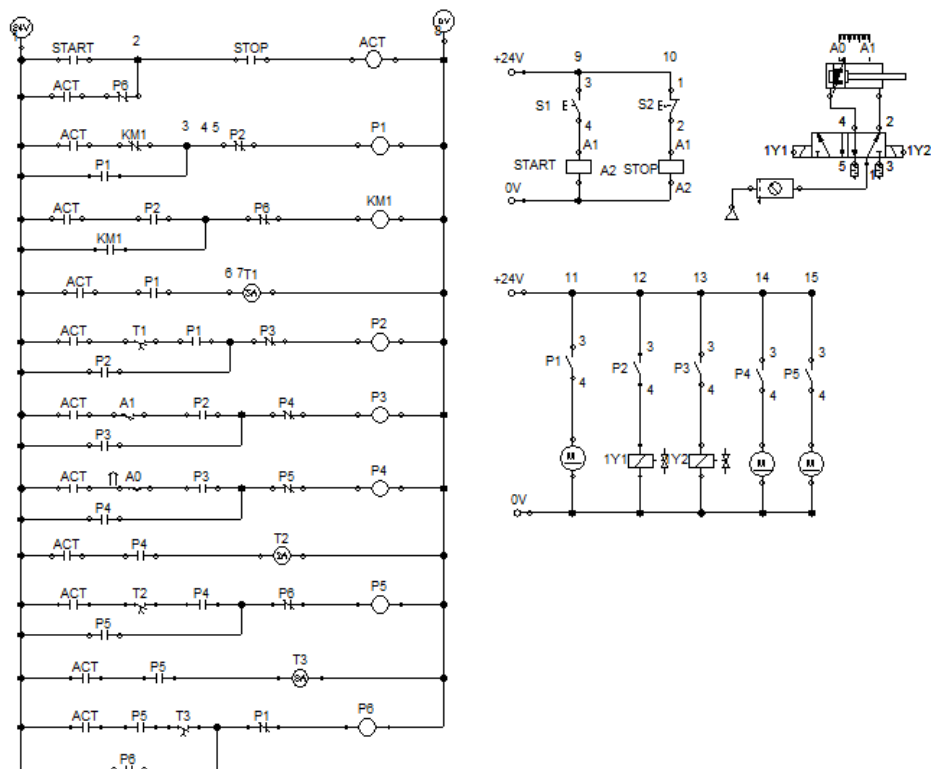 24V 0V
1 8
START 2 STOP ACT
ACT P6
ACT KM1 3 4 5 P2 P1
P1
ACT P2 P6 KM1
KM1
ACT P1 6 7 T1
ACT T1 P1 P3 P2
P2
ACT A1 P2 P4 P3
P3
ACT A0 P3 P5 P4
P4
ACT P4 T2
ACT T2 P4 P6 P5
P5
ACT P5 T3
ACT P5 T3 P1 P6
P6
+24V 9 10
3 1
S1 S2
4 2
A1 A1
START A2 STOP
A2
0V
A0 A1
4 2
1Y1 1Y2
5 1 3
+24V 11 12 13 14 15
3 3 3 3 3
P1 P2 P3 P4 P5
4 4 4 4 4
1Y1 1Y2
M M M
0V